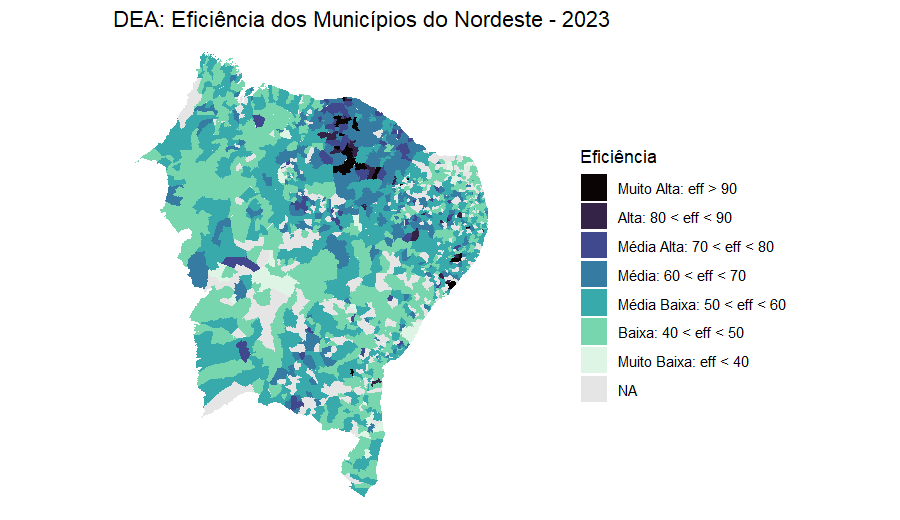 DEA: Eficiência dos Municípios do Nordeste - 2023
Eficiência
Muito Alta: eff > 90
Alta: 80 < eff < 90
Média Alta: 70 < eff < 80
Média: 60 < eff < 70
Média Baixa: 50 < eff < 60
Baixa: 40 < eff < 50
Muito Baixa: eff < 40
NA